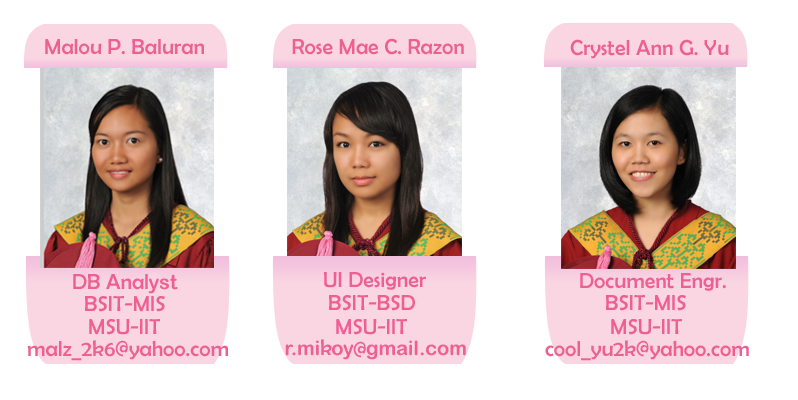 Malou P. Baluran
Rose Mae C. Razon
Crystel Ann G. Yu
DB Analyst
BSIT-MIS
MSU-IIT
malz_2k6@yahoo.com
UI Designer
BSIT-BSD
MSU-IIT
r.mikoy@gmail.com
Document Engr.
BSIT-MIS
MSU-IIT
cool_yu2k@yahoo.com